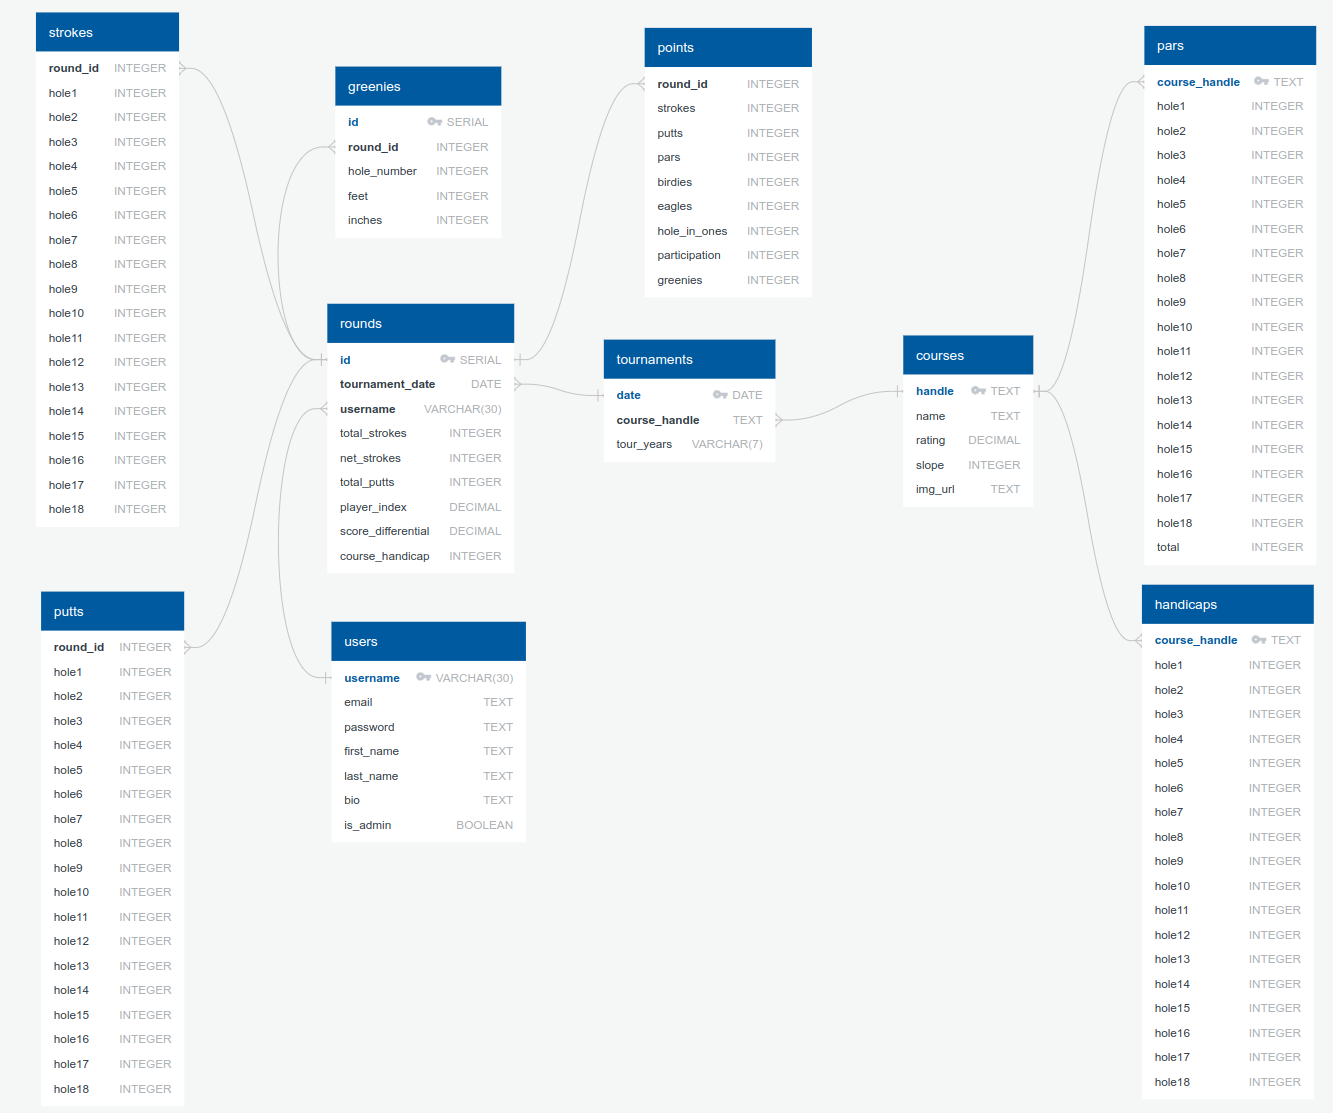 strokes
round_id INTEGER
hole1 INTEGER
hole2 INTEGER
hole3 INTEGER
hole4 INTEGER
hole5 INTEGER
hole6 INTEGER
hole7 INTEGER
hole8 INTEGER
hole9 INTEGER
hole10 INTEGER
hole11 INTEGER
hole12 INTEGER
hole13 INTEGER
hole14 INTEGER
hole15 INTEGER
hole16 INTEGER
hole17 INTEGER
hole18 INTEGER
putts
round_id INTEGER
hole1 INTEGER
hole2 INTEGER
hole3 INTEGER
hole4 INTEGER
hole5 INTEGER
hole6 INTEGER
hole7 INTEGER
hole8 INTEGER
hole9 INTEGER
hole10 INTEGER
hole11 INTEGER
hole12 INTEGER
hole13 INTEGER
hole14 INTEGER
hole15 INTEGER
hole16 INTEGER
hole17 INTEGER
hole18 INTEGER
greenies
id SERIAL
round_id INTEGER
hole_number INTEGER
feet INTEGER
inches INTEGER
rounds
id SERIAL
tournament_date DATE
username VARCHAR(30)
total_strokes INTEGER
net_strokes INTEGER
total_putts INTEGER
player_index DECIMAL
score_differential DECIMAL
course_handicap INTEGER
users
username VARCHAR(30)
email TEXT
password TEXT
first_name TEXT
last_name TEXT
bio TEXT
is_admin BOOLEAN
points
round_id INTEGER
strokes INTEGER
putts INTEGER
pars INTEGER
birdies INTEGER
eagles INTEGER
hole_in_ones INTEGER
participation INTEGER
greenies INTEGER
tournaments
date DATE
course_handle TEXT
tour_years VARCHAR(7)
courses
handle TEXT
name TEXT
rating DECIMAL
slope INTEGER
img_url TEXT
pars
course_handle TEXT
hole1 INTEGER
hole2 INTEGER
hole3 INTEGER
hole4 INTEGER
hole5 INTEGER
hole6 INTEGER
hole7 INTEGER
hole8 INTEGER
hole9 INTEGER
hole10 INTEGER
hole11 INTEGER
hole12 INTEGER
hole13 INTEGER
hole14 INTEGER
hole15 INTEGER
hole16 INTEGER
hole17 INTEGER
hole18 INTEGER
total INTEGER
handicaps
course_handle TEXT
hole1 INTEGER
hole2 INTEGER
hole3 INTEGER
hole4 INTEGER
hole5 INTEGER
hole6 INTEGER
hole7 INTEGER
hole8 INTEGER
hole9 INTEGER
hole10 INTEGER
hole11 INTEGER
hole12 INTEGER
hole13 INTEGER
hole14 INTEGER
hole15 INTEGER
hole16 INTEGER
hole17 INTEGER
hole18 INTEGER